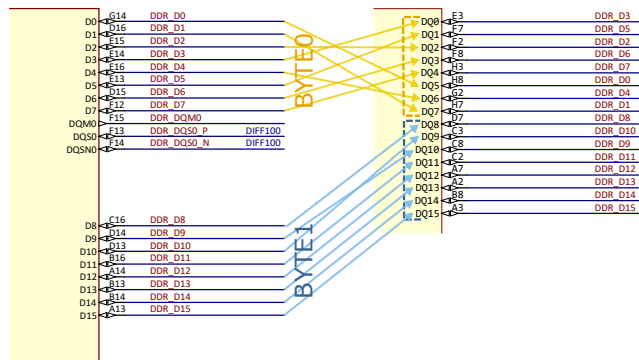 D0 G14 DDR_D0
D1 D16 DDR_D1
D2 E15 DDR_D2
D3 E14 DDR_D3
D4 E16 DDR_D4
D5 E13 DDR_D5
D6 D15 DDR_D6
D7 F12 DDR_D7
DQM0 F15 DDR_DQM0
DQS0 F13 DDR_DQS0_P DIFF100
DQSN0 F14 DDR_DQS0_N DIFF100
BYTE0
DQ0 E3 DDR_D3
DQ1 F7 DDR_D5
DQ2 F2 DDR_D2
DQ3 F8 DDR_D6
DQ4 H3 DDR_D7
DQ5 H8 DDR_D0
DQ6 G2 DDR_D4
DQ7 H7 DDR_D1
DQ8 D7 DDR_D8
DQ9 C3 DDR_D10
DQ10 C8 DDR_D9
DQ11 C2 DDR_D11
DQ12 A7 DDR_D12
DQ13 A2 DDR_D13
DQ14 B8 DDR_D14
DQ15 A3 DDR_D15
D8 C16 DDR_D8
D9 D14 DDR_D9
D10 D13 DDR_D10
D11 B16 DDR_D11
D12 A14 DDR_D12
D13 B13 DDR_D13
D14 B14 DDR_D14
D15 A13 DDR_D15
BYTE1